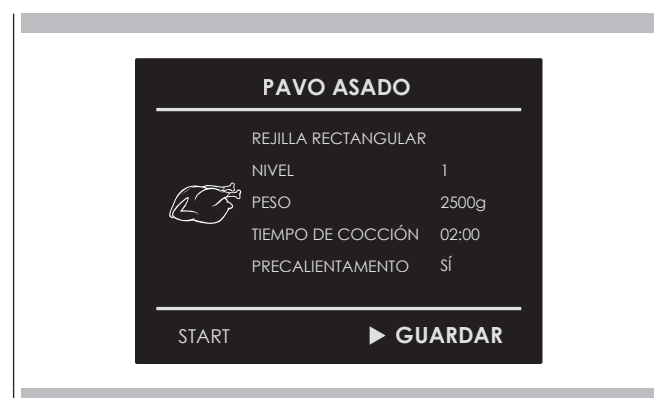 PAVO ASADO
REJILLA RECTANGULAR
NIVEL 1
PESO 2500g
TIEMPO DE COCCIÓN 02:00
PRECALIENTAMENTO SÍ
START ▶ GUARDAR